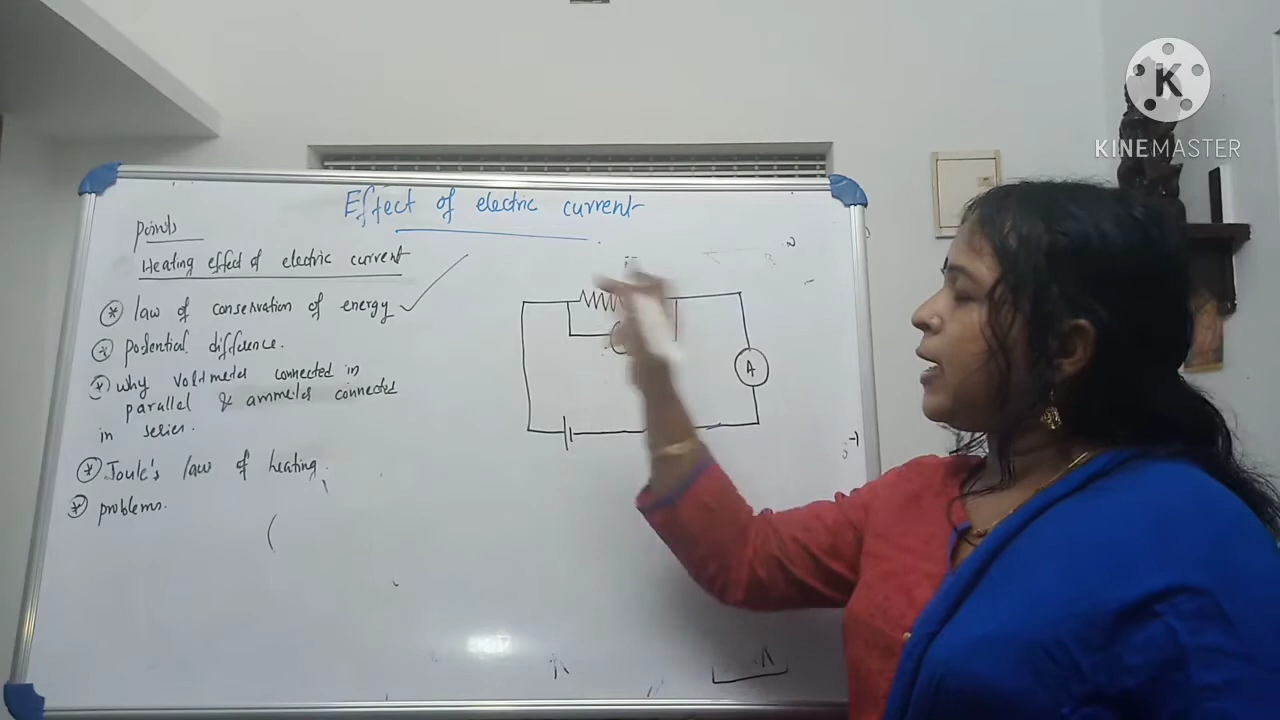 Effect of electric current
Points
Heating effect of electric current
* law of conservation of energy ✓
* potential difference.
* why voltmeter connected in
parallel & ammeter connected
in series.
* Joule's law of heating.
* problems.
A
K
KINEMASTER